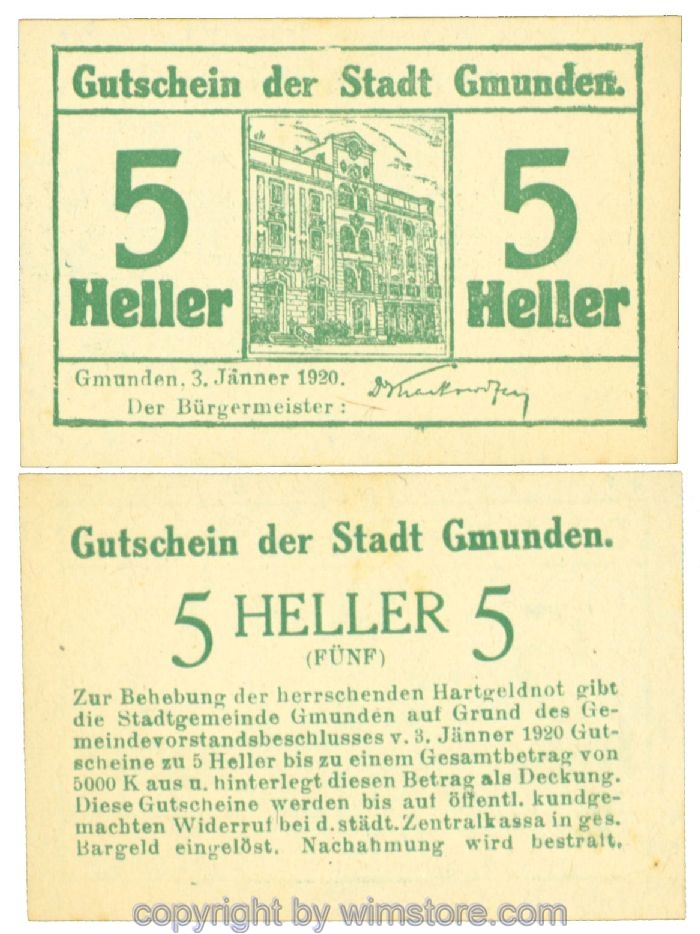 Gutschein der Stadt Gmunden.
5 5
Heller Heller
Gmunden, 3. Jänner 1920.
Der Bürgermeister:
Gutschein der Stadt Gmunden.
5 HELLER 5
(FÜNF)
Zur Behebung der herrschenden Hartgeldnot gibt
die Stadtgemeinde Gmunden auf Grund des Ge-
meindevorstandsbeschlusses v. 3. Jänner 1920 Gut-
scheine zu 5 Heller bis zu einem Gesamtbetrag von
5000 K aus u. hinterlegt diesen Betrag als Deckung.
Diese Gutscheine werden bis auf öffentl. kundge-
machten Widerruf bei d. städt. Zentralkassa in ges.
Bargeld eingelöst. Nachahmung wird bestraft.
copyright by wimstore.com